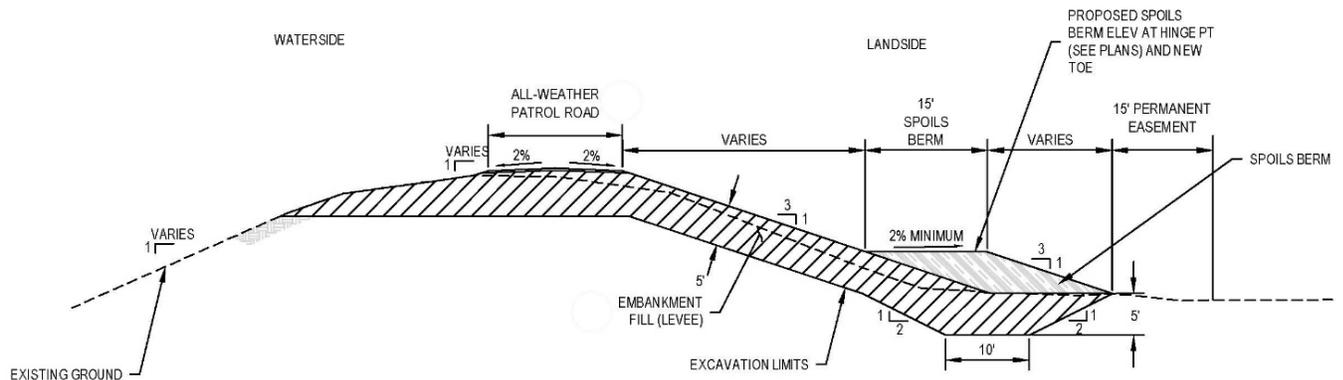 WATERSIDE
LANDSIDE
PROPOSED SPOILS
BERM ELEV AT HINGE PT
(SEE PLANS) AND NEW
TOE
ALL-WEATHER
PATROL ROAD
15'
SPOILS
BERM
15' PERMANENT
EASEMENT
VARIES
VARIES
VARIES
1
2%
2%
SPOILS BERM
3
1
VARIES
1
2% MINIMUM
3
1
5'
EMBANKMENT
FILL (LEVEE)
1
2
1
2
5'
10'
EXCAVATION LIMITS
EXISTING GROUND